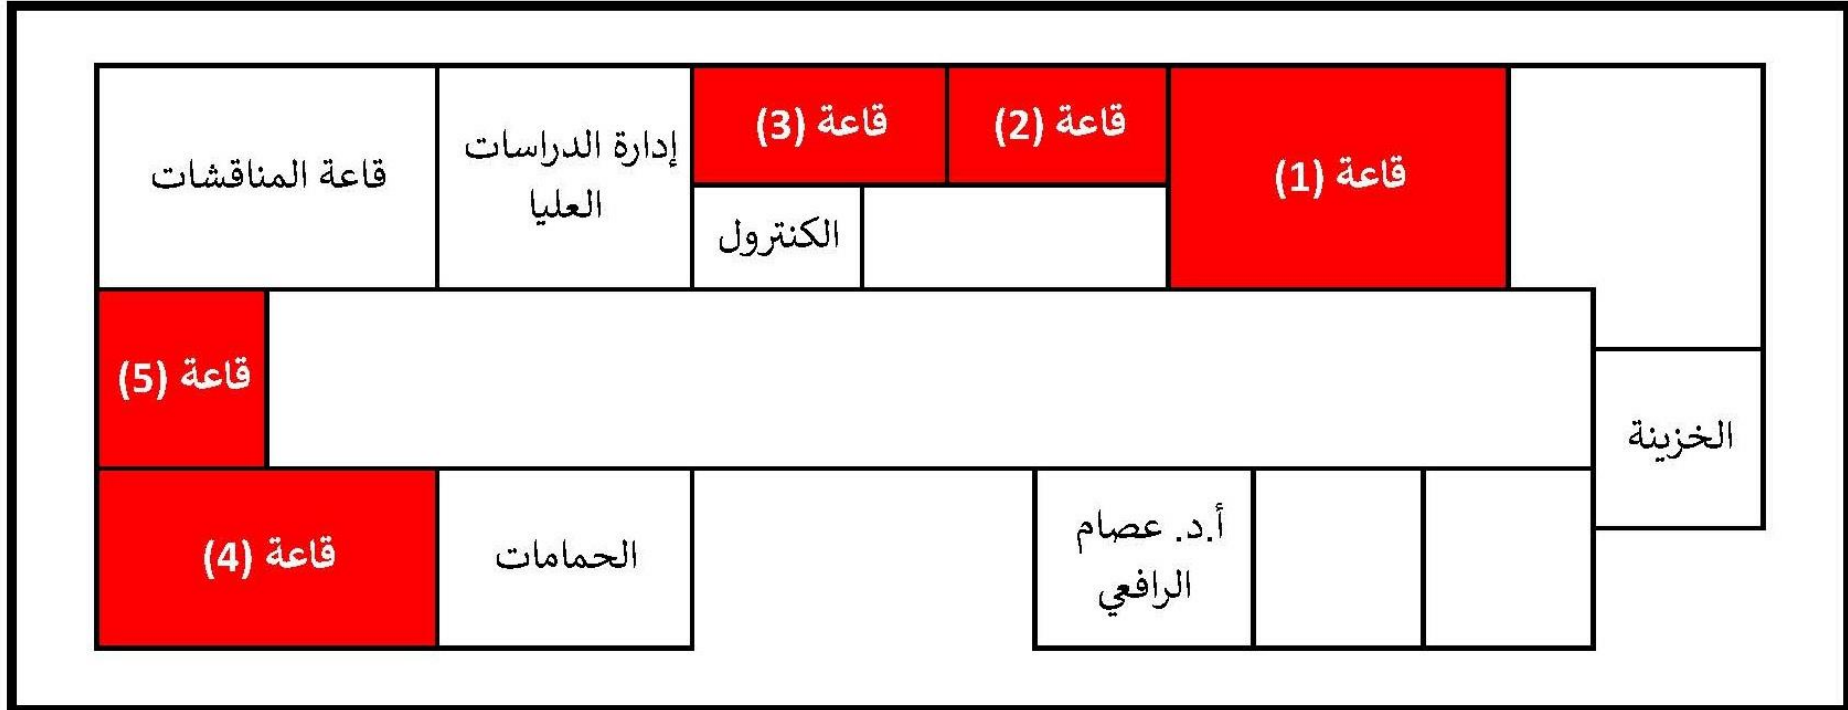 قاعة (1)
قاعة (2)
قاعة (3)
إدارة الدراسات
العليا
قاعة المناقشات
الكنترول
قاعة (5)
الخزينة
أ.د. عصام
الرافعي
الحمامات
قاعة (4)